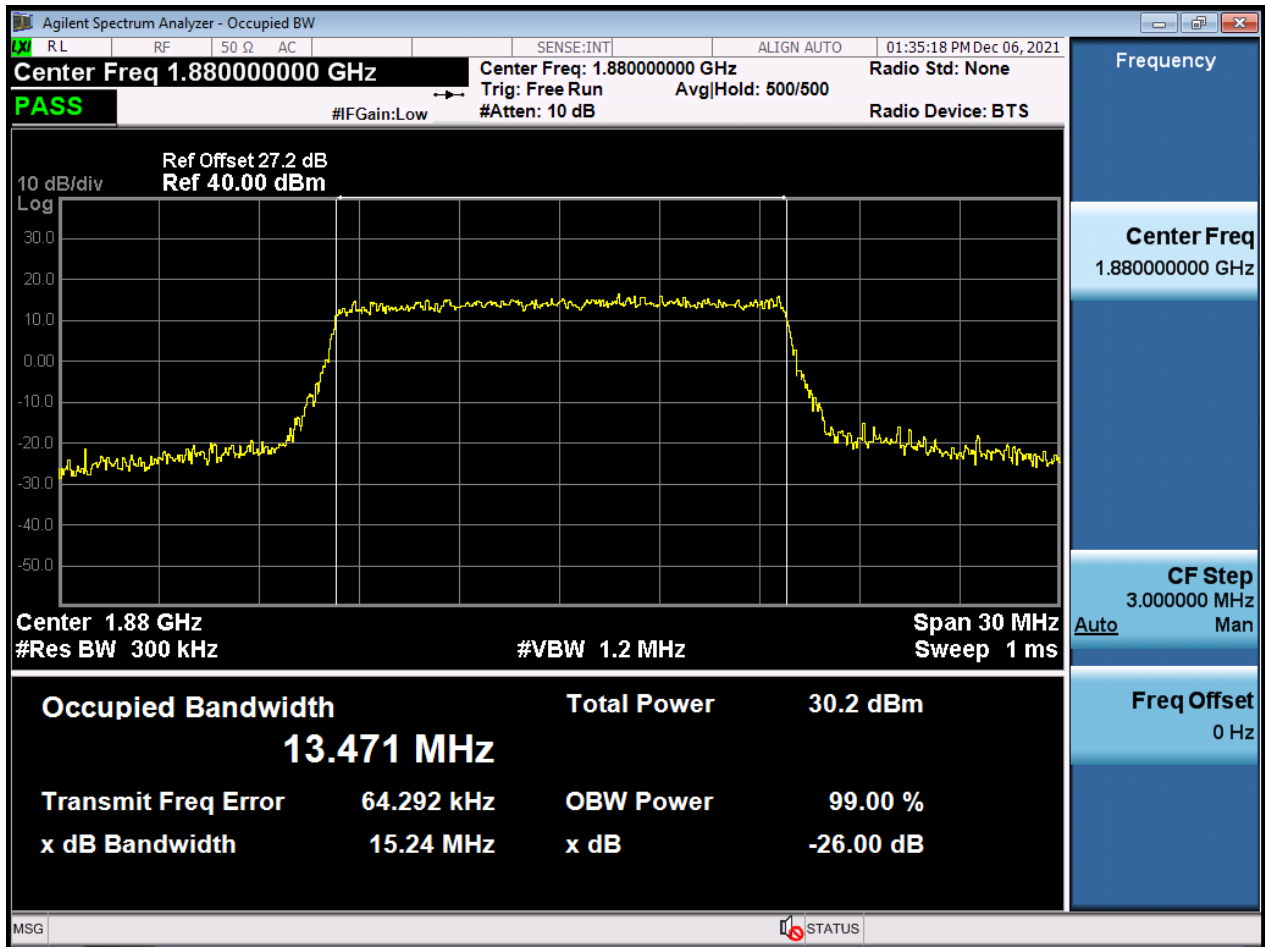 Agilent Spectrum Analyzer - Occupied BW
LXI RL RF 50 Ω AC SENSE:INT ALIGN AUTO 01:35:18 PM Dec 06, 2021
Center Freq 1.880000000 GHz
Center Freq: 1.880000000 GHz Radio Std: None
Trig: Free Run Avg|Hold: 500/500
PASS
#IFGain:Low #Atten: 10 dB Radio Device: BTS
Ref Offset 27.2 dB
10 dB/div Ref 40.00 dBm
Log
30.0
20.0
10.0
0.00
-10.0
-20.0
-30.0
-40.0
-50.0
Center 1.88 GHz Span 30 MHz
#Res BW 300 kHz #VBW 1.2 MHz Sweep 1 ms
Occupied Bandwidth Total Power 30.2 dBm
13.471 MHz
Transmit Freq Error 64.292 kHz OBW Power 99.00 %
x dB Bandwidth 15.24 MHz x dB -26.00 dB
MSG STATUS
Frequency
Center Freq
1.880000000 GHz
CF Step
3.000000 MHz
Auto Man
Freq Offset
0 Hz